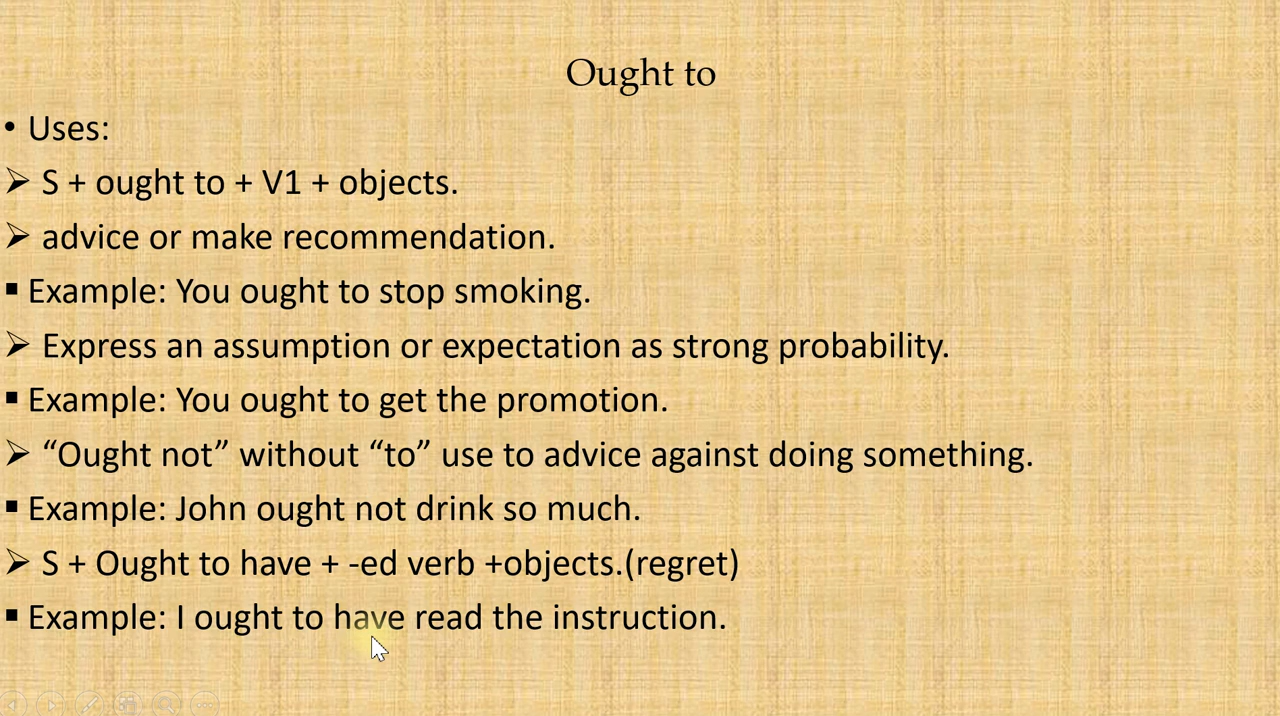 Ought to
• Uses:
➢ S + ought to + V1 + objects.
➢ advice or make recommendation.
▪ Example: You ought to stop smoking.
➢ Express an assumption or expectation as strong probability.
▪ Example: You ought to get the promotion.
➢ “Ought not” without “to” use to advice against doing something.
▪ Example: John ought not drink so much.
➢ S + Ought to have + -ed verb +objects.(regret)
▪ Example: I ought to have read the instruction.